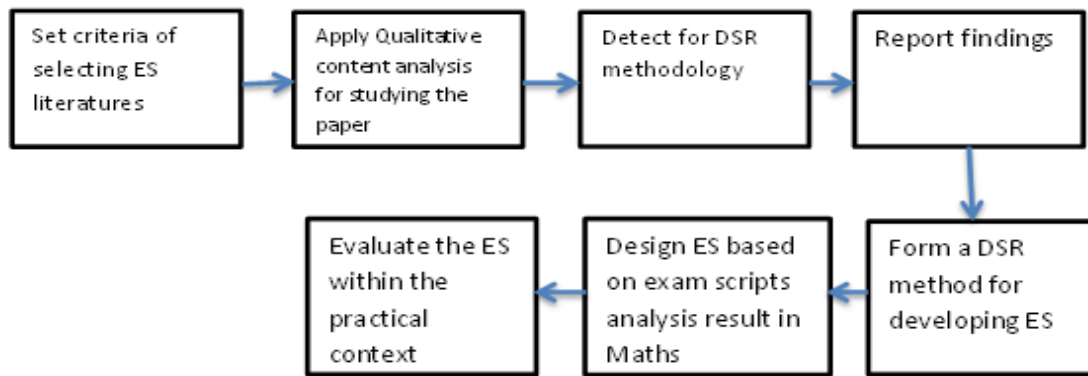 Set criteria of
selecting ES
literatures
Apply Qualitative
content analysis
for studying the
paper
Detect for DSR
methodology
Report findings
Form a DSR
method for
developing ES
Design ES based
on exam scripts
analysis result in
Maths
Evaluate the ES
within the
practical
context